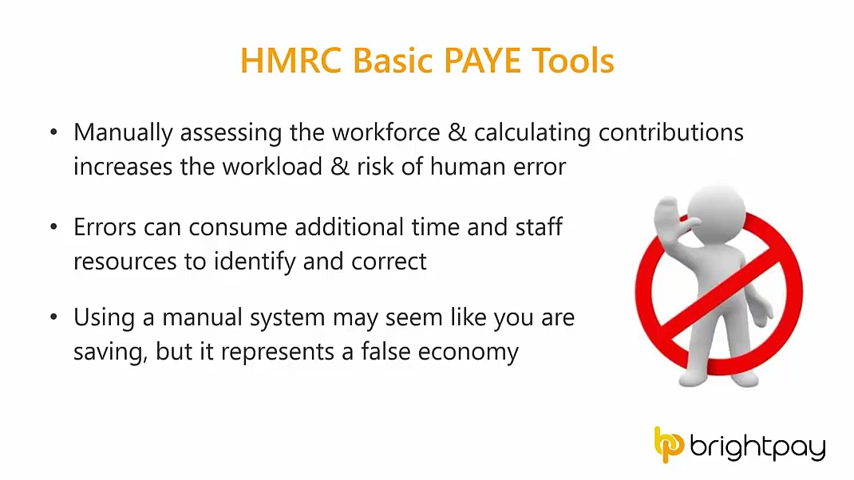 HMRC Basic PAYE Tools
• Manually assessing the workforce & calculating contributions
increases the workload & risk of human error
• Errors can consume additional time and staff
resources to identify and correct
• Using a manual system may seem like you are
saving, but it represents a false economy
bp brightpay